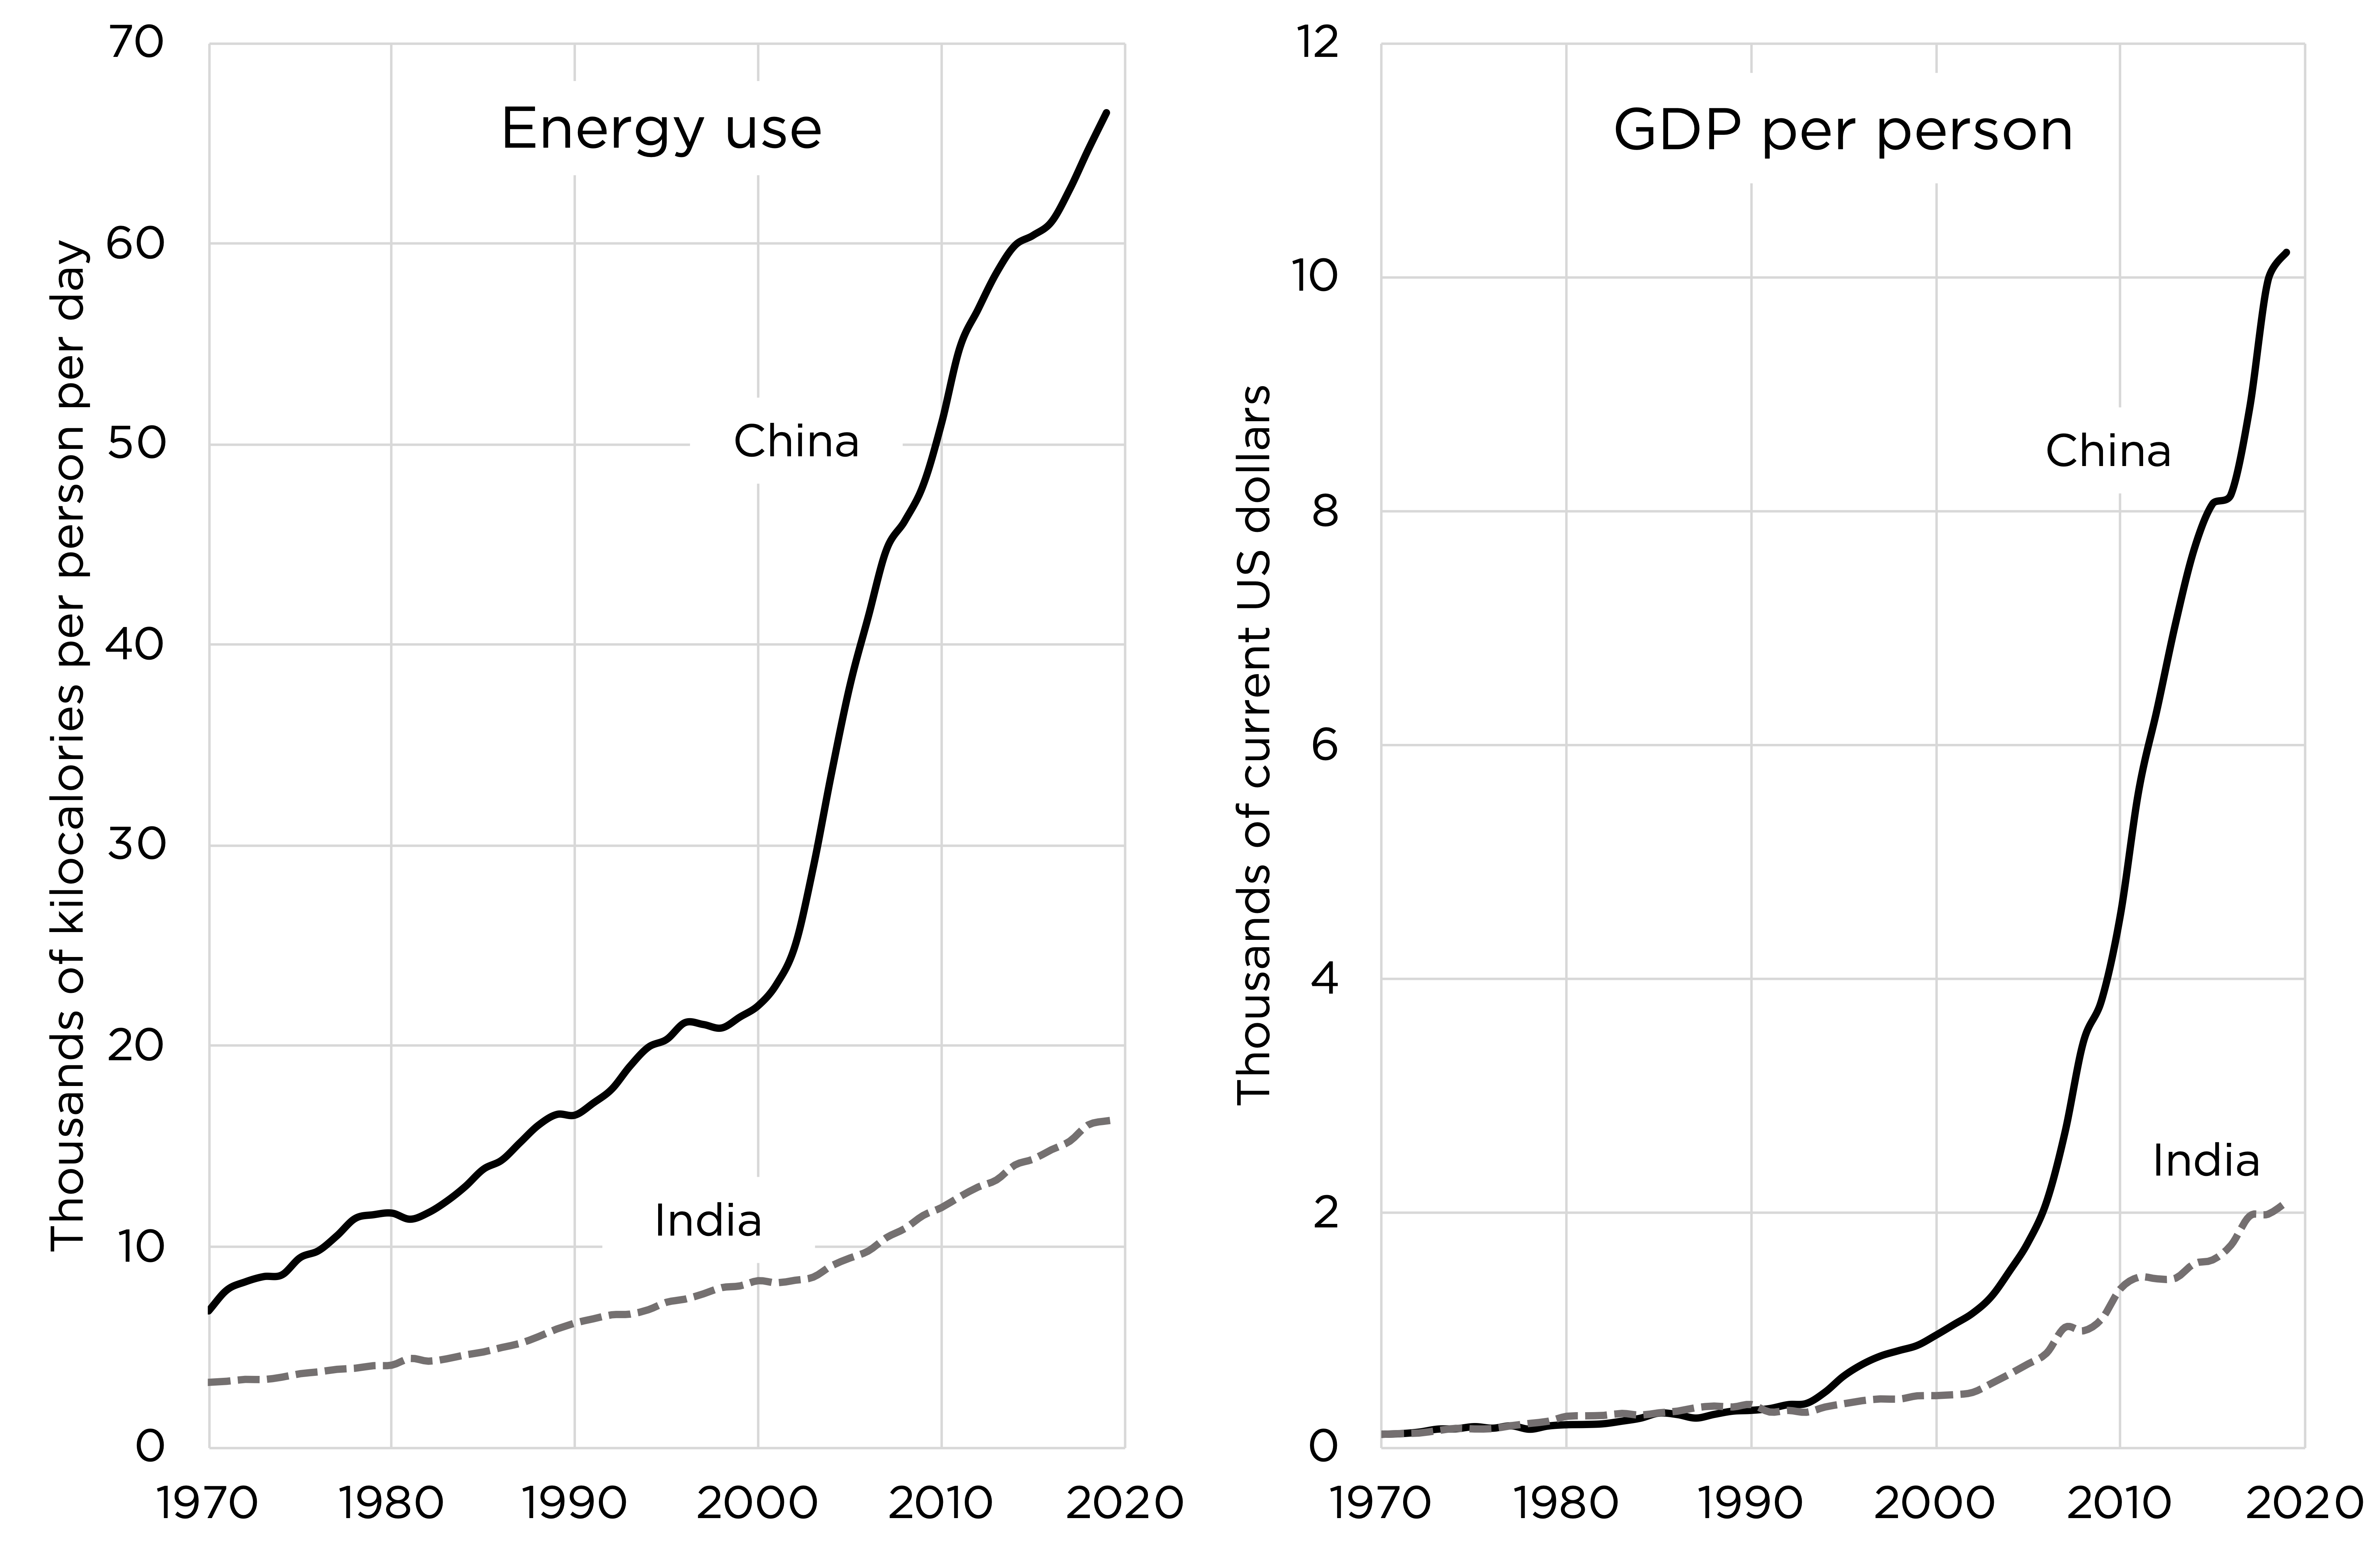 Energy use
Thousands of kilocalories per person per day
70
60
50
40
30
20
10
0
China
India
1970 1980 1990 2000 2010 2020
GDP per person
Thousands of current US dollars
12
10
8
6
4
2
0
China
India
1970 1980 1990 2000 2010 2020